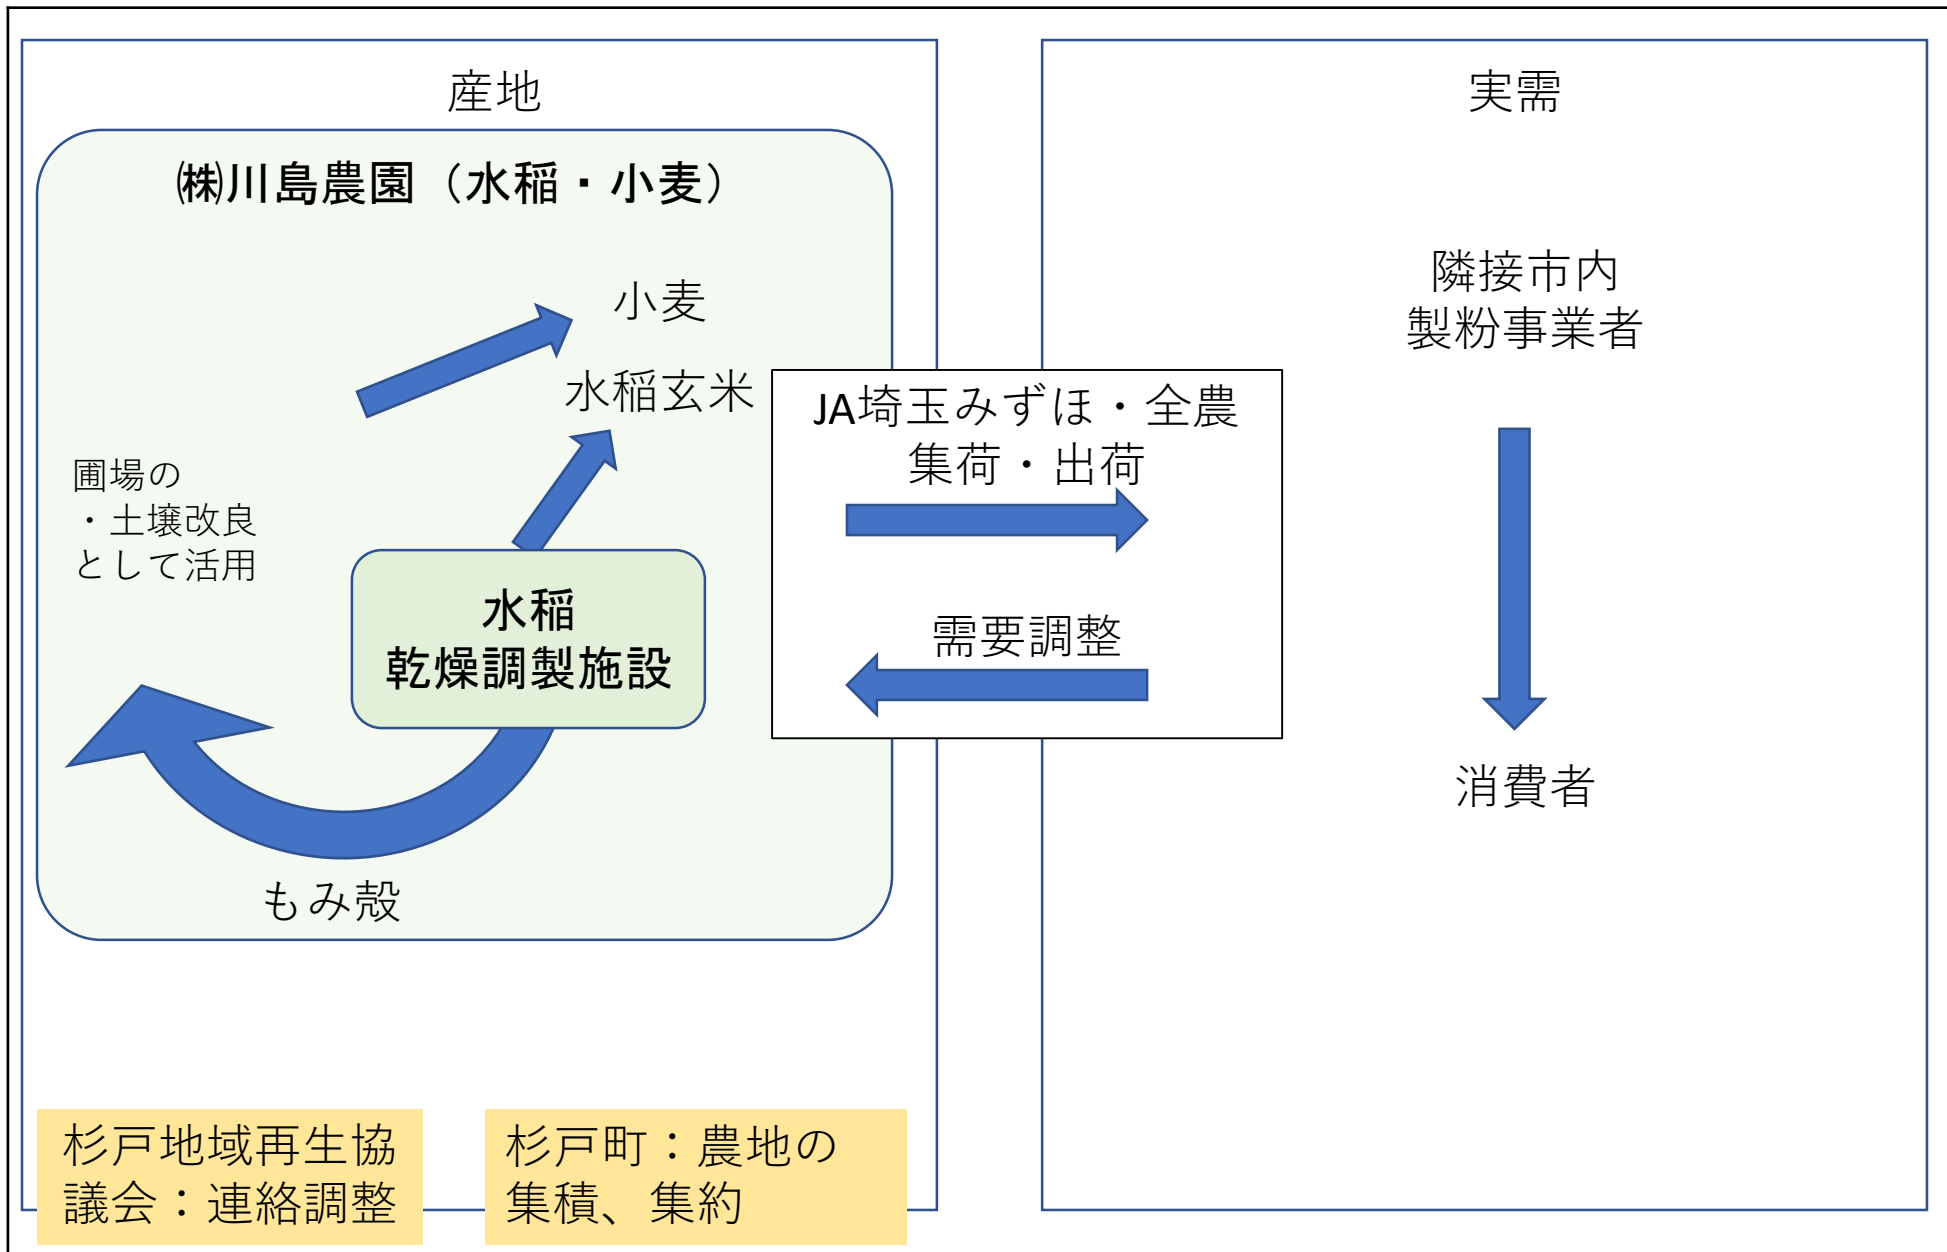 産地
㈱川島農園（水稲・小麦）
小麦
水稲玄米
圃場の
・土壌改良
として活用
水稲
乾燥調製施設
もみ殻
JA埼玉みずほ・全農
集荷・出荷
需要調整
実需
隣接市内
製粉事業者
消費者
杉戸地域再生協
議会：連絡調整
杉戸町：農地の
集積、集約